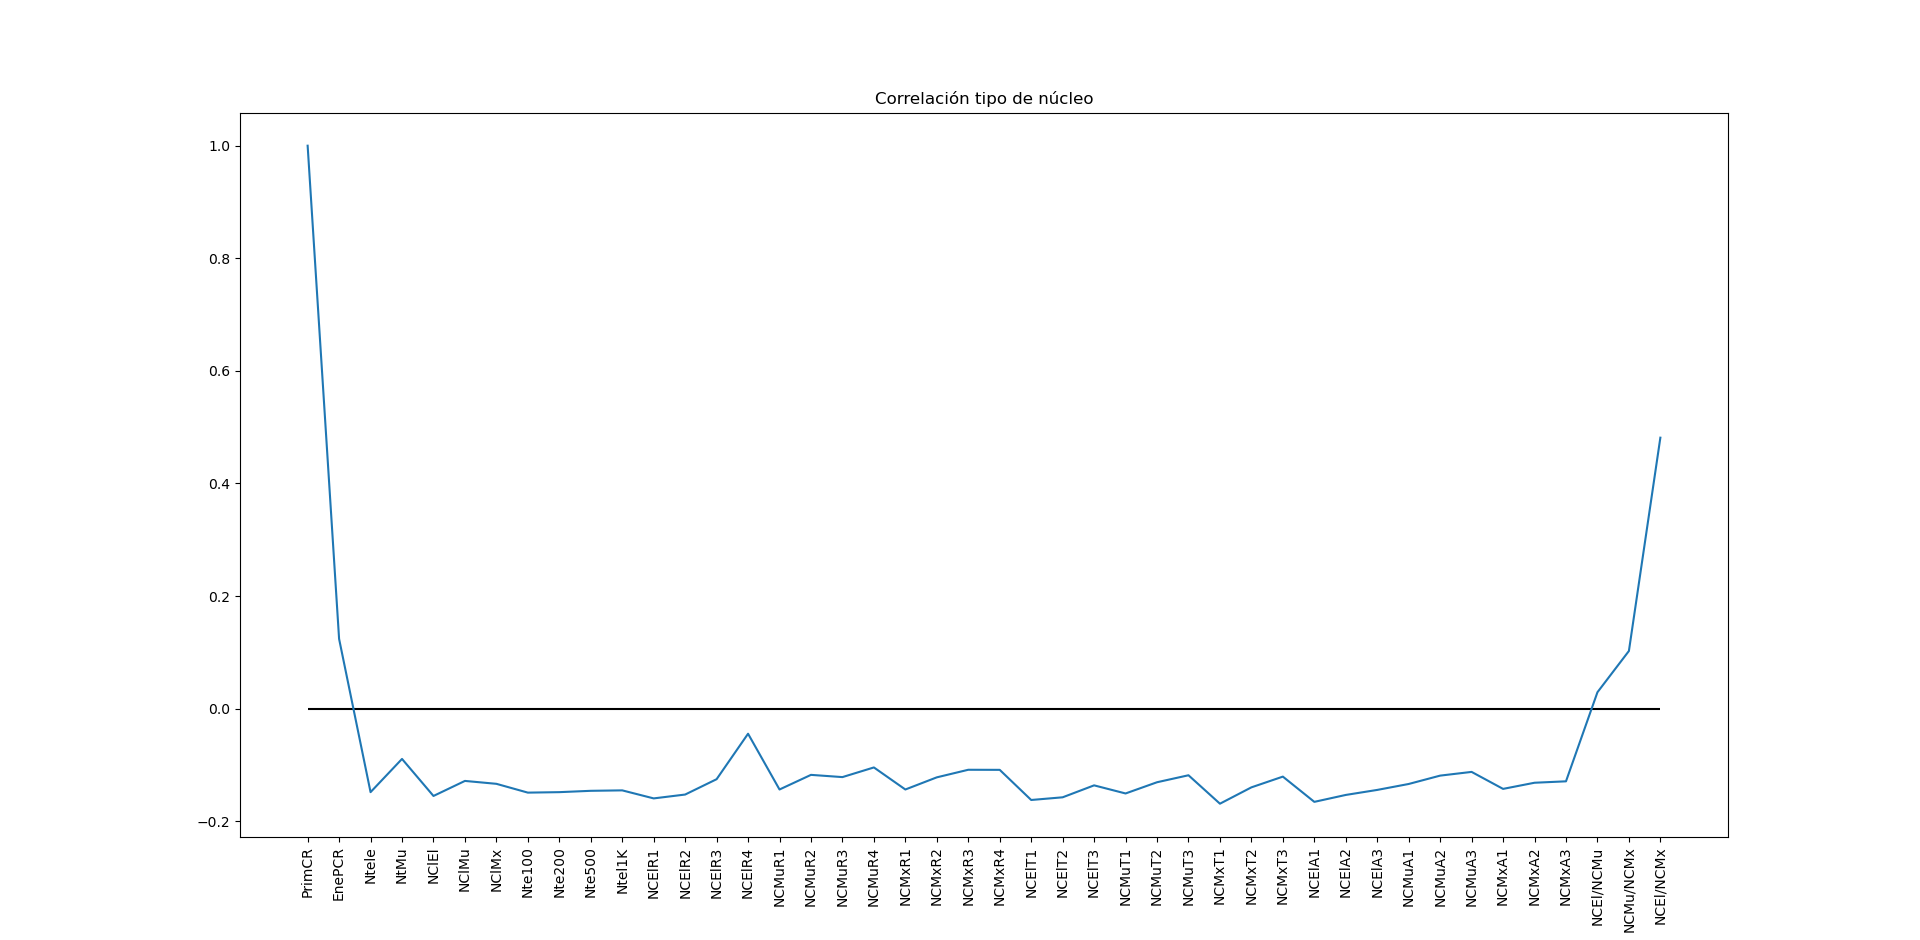 Correlación tipo de núcleo
1.0
0.8
0.6
0.4
0.2
0.0
−0.2
PrimCR
EnePCR
Ntele
NtMu
NClEl
NClMu
NClMx
Nte100
Nte200
Nte500
Ntel1K
NCElR1
NCElR2
NCElR3
NCElR4
NCMuR1
NCMuR2
NCMuR3
NCMuR4
NCMxR1
NCMxR2
NCMxR3
NCMxR4
NCElT1
NCElT2
NCElT3
NCMuT1
NCMuT2
NCMuT3
NCMxT1
NCMxT2
NCMxT3
NCElA1
NCElA2
NCElA3
NCMuA1
NCMuA2
NCMuA3
NCMxA1
NCMxA2
NCMxA3
NCEl/NCMu
NCMu/NCMx
NCEl/NCMx